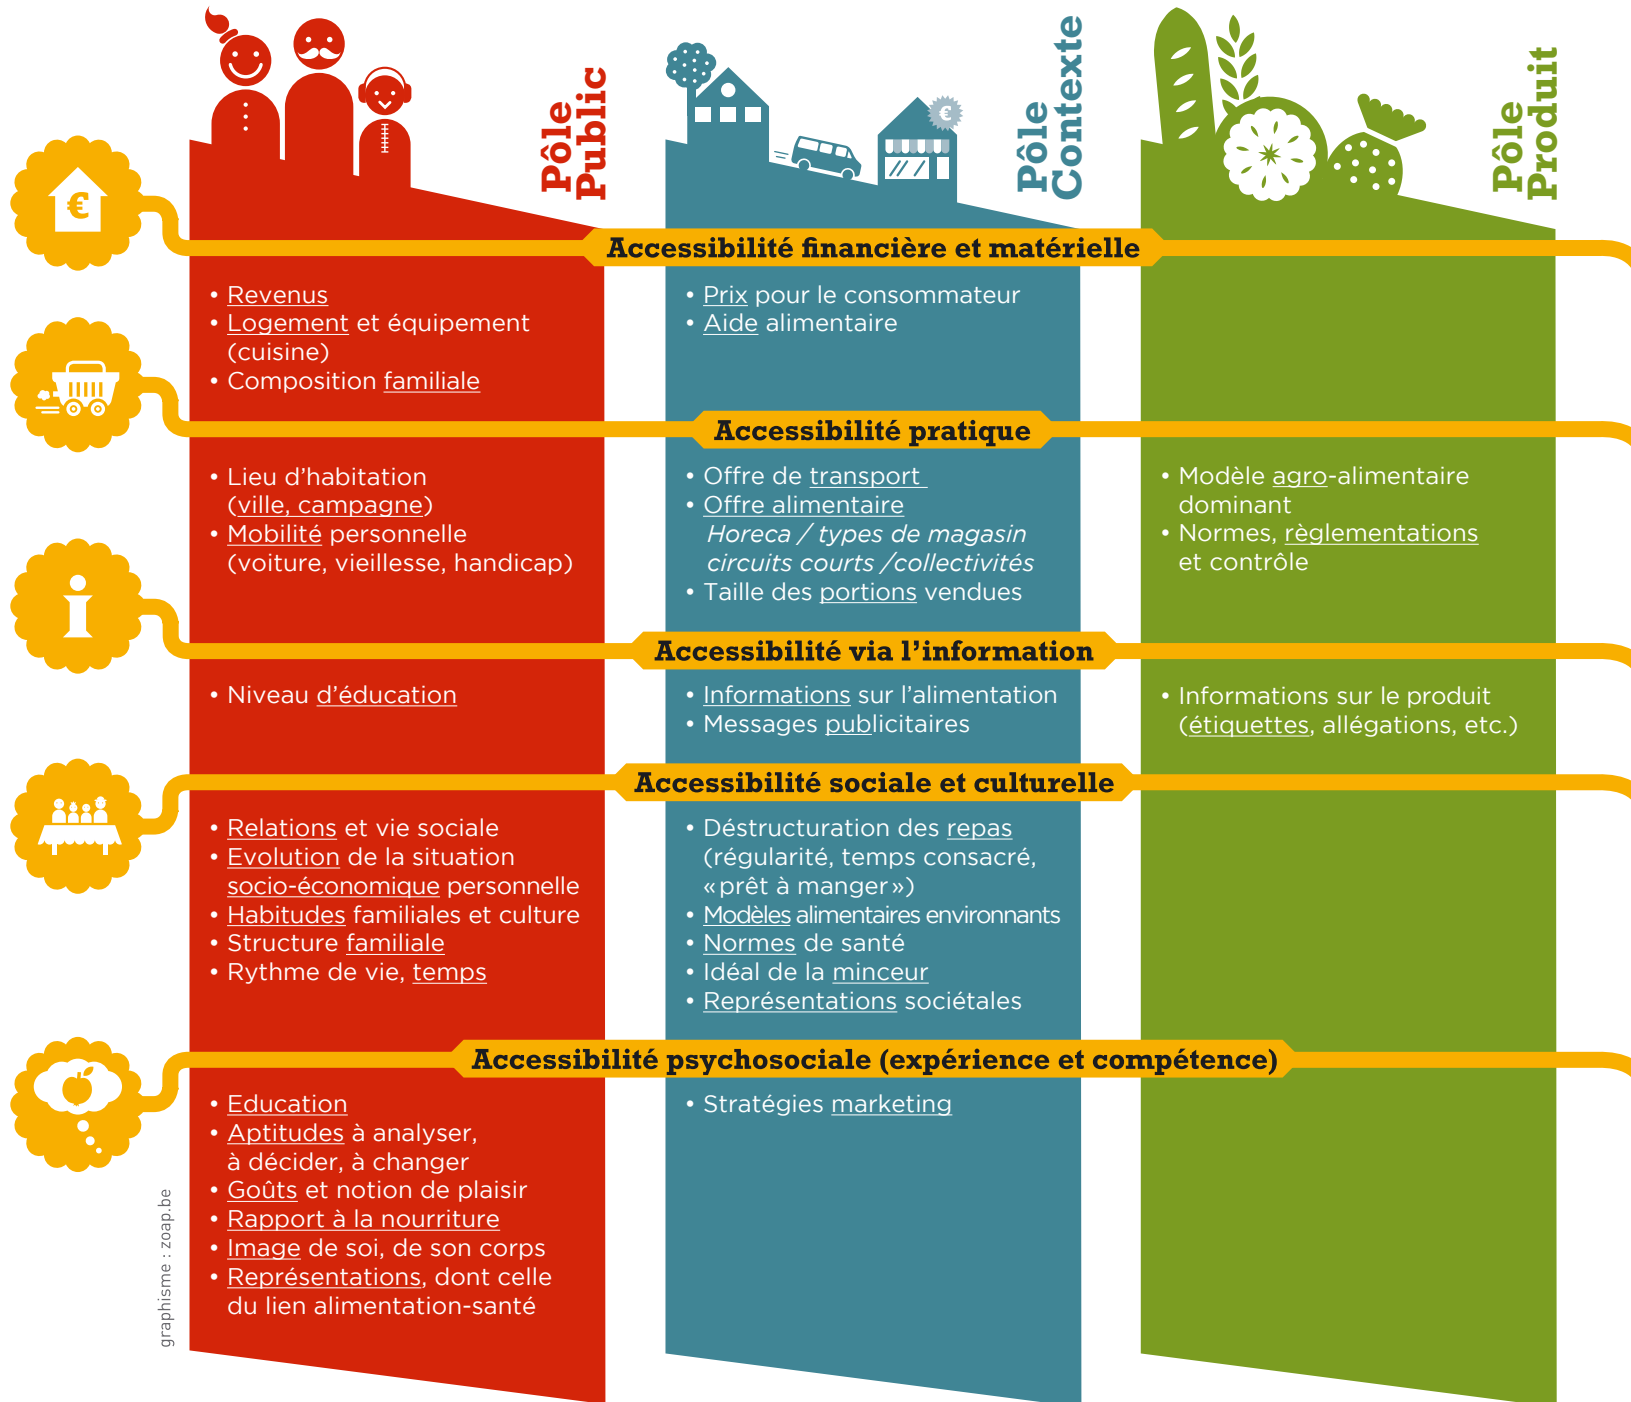 Pôle
Public
Pôle
Contexte
Pôle
Produit
€
€
Accessibilité financière et matérielle
• Revenus
• Logement et équipement
(cuisine)
• Composition familiale
• Prix pour le consommateur
• Aide alimentaire
Accessibilité pratique
• Lieu d’habitation
(ville, campagne)
• Mobilité personnelle
(voiture, vieillesse, handicap)
• Offre de transport
• Offre alimentaire
Horeca / types de magasin
circuits courts /collectivités
• Taille des portions vendues
• Modèle agro-alimentaire
dominant
• Normes, règlementations
et contrôle
i
Accessibilité via l’information
• Niveau d’éducation
• Informations sur l’alimentation
• Messages publicitaires
• Informations sur le produit
(étiquettes, allégations, etc.)
Accessibilité sociale et culturelle
• Relations et vie sociale
• Evolution de la situation
socio-économique personnelle
• Habitudes familiales et culture
• Structure familiale
• Rythme de vie, temps
• Déstructuration des repas
(régularité, temps consacré,
«prêt à manger»)
• Modèles alimentaires environnants
• Normes de santé
• Idéal de la minceur
• Représentations sociétales
Accessibilité psychosociale (expérience et compétence)
• Education
• Aptitudes à analyser,
à décider, à changer
• Goûts et notion de plaisir
• Rapport à la nourriture
• Image de soi, de son corps
• Représentations, dont celle
du lien alimentation-santé
• Stratégies marketing
graphisme : zoap.be